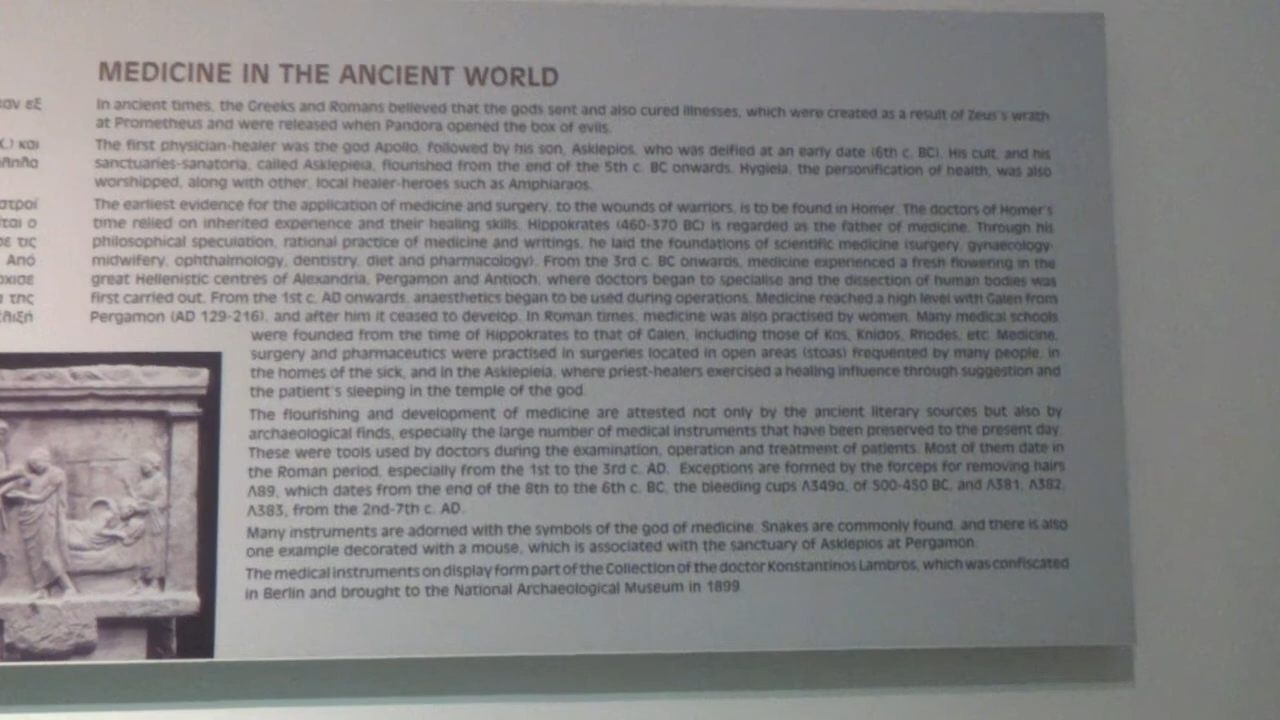 MEDICINE IN THE ANCIENT WORLD
In ancient times, the Greeks and Romans believed that the gods sent and also cured illnesses, which were created as a result of Zeus's wrath
at Prometheus and were released when Pandora opened the box of evils.
The first physician-healer was the god Apollo, followed by his son, Asklepios, who was deified at an early date (6th c. BC). His cult, and his
sanctuaries-sanatoria, called Asklepieia, flourished from the end of the 5th c. BC onwards. Hygieia, the personification of health, was also
worshipped, along with other, local healer-heroes such as Amphiaraos.
The earliest evidence for the application of medicine and surgery, to the wounds of warriors, is to be found in Homer. The doctors of Homer's
time relied on inherited experience and their healing skills. Hippokrates (460-370 BC) is regarded as the father of medicine. Through his
philosophical speculation, rational practice of medicine and writings, he laid the foundations of scientific medicine (surgery, gynaecology-
midwifery, ophthalmology, dentistry, diet and pharmacology). From the 3rd c. BC onwards, medicine experienced a fresh flowering in the
great Hellenistic centres of Alexandria, Pergamon and Antioch, where doctors began to specialise and the dissection of human bodies was
first carried out. From the 1st c. AD onwards, anaesthetics began to be used during operations. Medicine reached a high level with Galen from
Pergamon (AD 129-216), and after him it ceased to develop. In Roman times, medicine was also practised by women. Many medical schools
were founded from the time of Hippokrates to that of Galen, including those of Kos, Knidos, Rhodes, etc. Medicine,
surgery and pharmaceutics were practised in surgeries located in open areas (stoas) frequented by many people, in
the homes of the sick, and in the Asklepieia, where priest-healers exercised a healing influence through suggestion and
the patient's sleeping in the temple of the god.
The flourishing and development of medicine are attested not only by the ancient literary sources but also by
archaeological finds, especially the large number of medical instruments that have been preserved to the present day.
These were tools used by doctors during the examination, operation and treatment of patients. Most of them date in
the Roman period, especially from the 1st to the 3rd c. AD. Exceptions are formed by the forceps for removing hairs
Λ89, which dates from the end of the 8th to the 6th c. BC, the bleeding cups Λ349α, of 500-450 BC, and Λ381, Λ382,
Λ383, from the 2nd-7th c. AD.
Many instruments are adorned with the symbols of the god of medicine. Snakes are commonly found, and there is also
one example decorated with a mouse, which is associated with the sanctuary of Asklepios at Pergamon.
The medical instruments on display form part of the Collection of the doctor Konstantinos Lambros, which was confiscated
in Berlin and brought to the National Archaeological Museum in 1899.